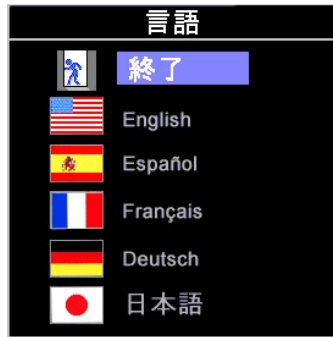 言語
終了
English
Español
Français
Deutsch
日本語